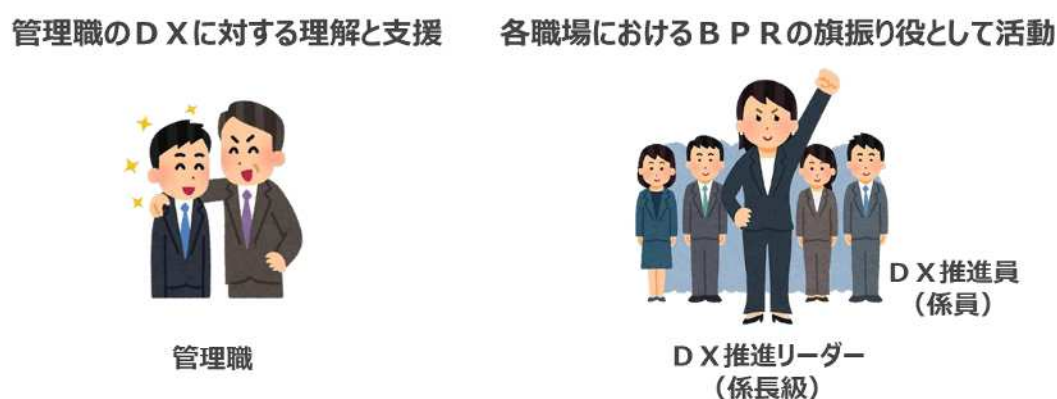 管理職のＤＸに対する理解と支援
各職場におけるＢＰＲの旗振り役として活動
管理職
ＤＸ推進員
（係員）
ＤＸ推進リーダー
（係長級）